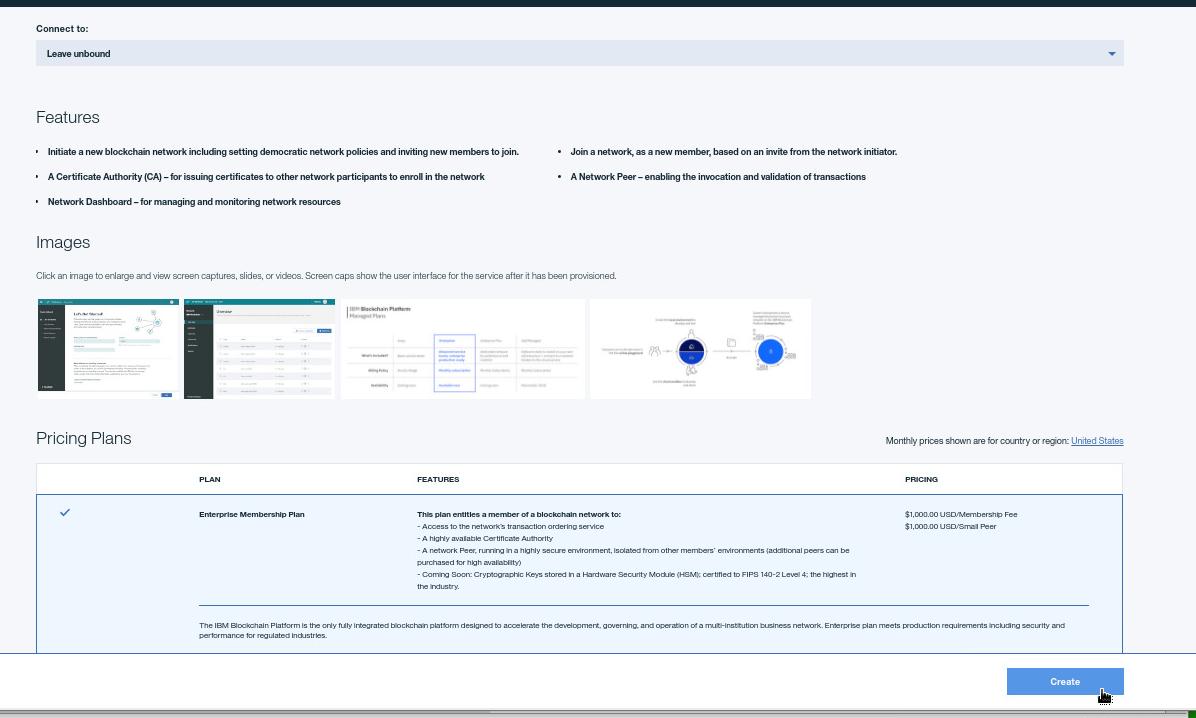 Connect to:
Leave unbound
Features
• Initiate a new blockchain network including setting democratic network policies and inviting new members to join.
• Join a network, as a new member, based on an invite from the network initiator.
• A Certificate Authority (CA) – for issuing certificates to other network participants to enroll in the network
• A Network Peer – enabling the invocation and validation of transactions
• Network Dashboard – for managing and monitoring network resources
Images
Click an image to enlarge and view screen captures, slides, or videos. Screen caps show the user interface for the service after it has been provisioned.
Let's Get Started!
Overview
IBM Blockchain Platform
Managed Plans
What's Included?
Billing Policy
Availability
Pricing Plans
Monthly prices shown are for country or region: United States
PLAN FEATURES PRICING
Enterprise Membership Plan
This plan entitles a member of a blockchain network to:
- Access to the network's transaction ordering service
- A highly available Certificate Authority
- A network Peer, running in a highly secure environment, isolated from other members' environments (additional peers can be
purchased for high availability)
- Coming Soon: Cryptographic Keys stored in a Hardware Security Module (HSM); certified to FIPS 140-2 Level 4; the highest in
the industry.
$1,000.00 USD/Membership Fee
$1,000.00 USD/Small Peer
The IBM Blockchain Platform is the only fully integrated blockchain platform designed to accelerate the development, governing, and operation of a multi-institution business network. Enterprise plan meets production requirements including security and
performance for regulated industries.
Create